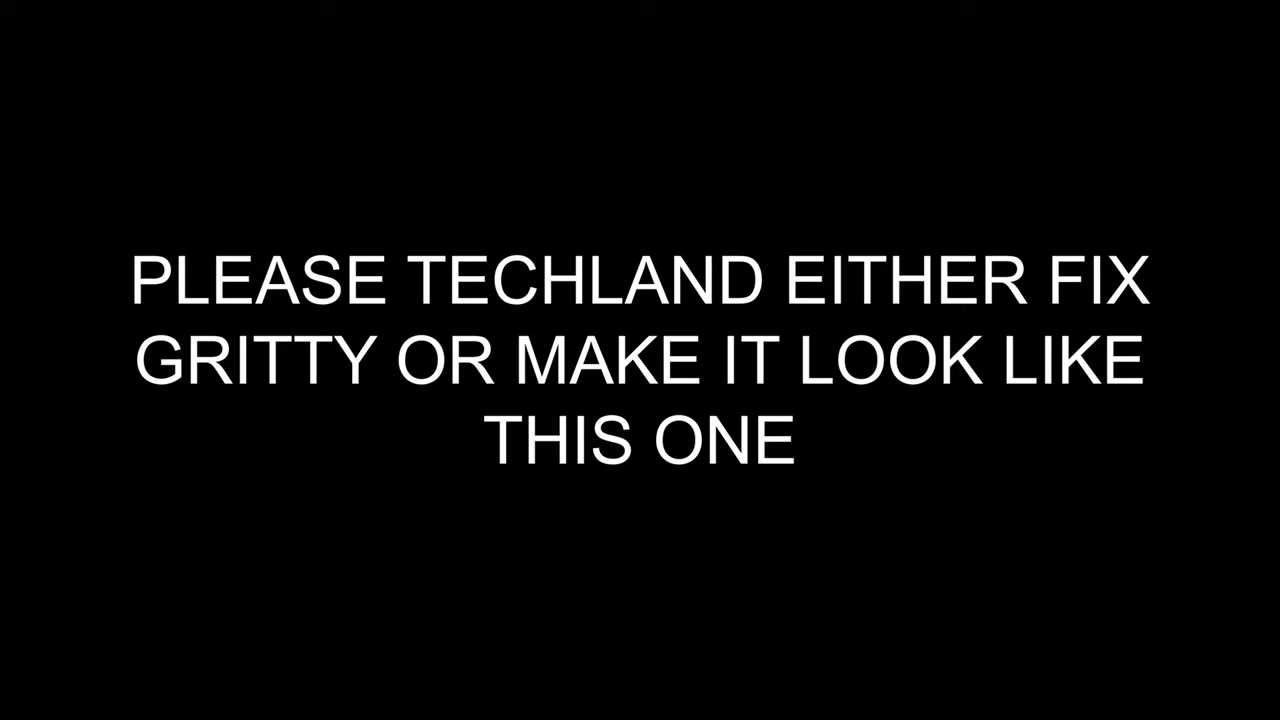 PLEASE TECHLAND EITHER FIX
GRITTY OR MAKE IT LOOK LIKE
THIS ONE